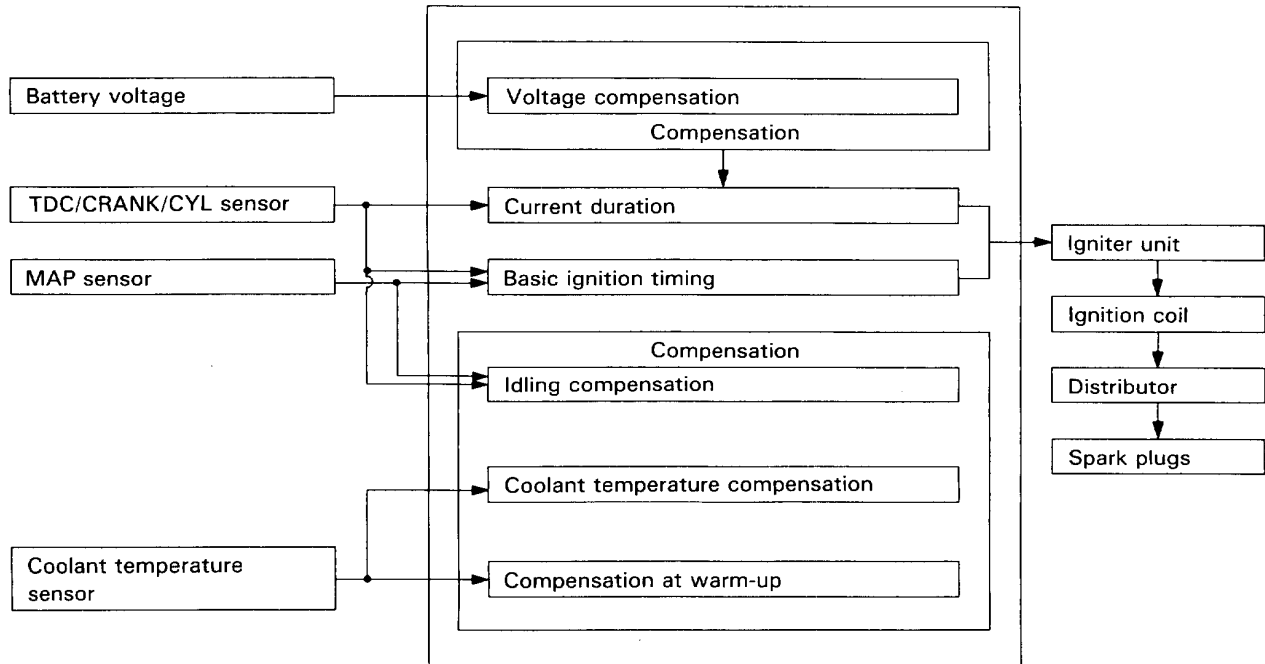 Battery voltage
Voltage compensation
Compensation
TDC/CRANK/CYL sensor
Current duration
MAP sensor
Basic ignition timing
Igniter unit
Ignition coil
Distributor
Spark plugs
Compensation
Idling compensation
Coolant temperature compensation
Coolant temperature
sensor
Compensation at warm-up